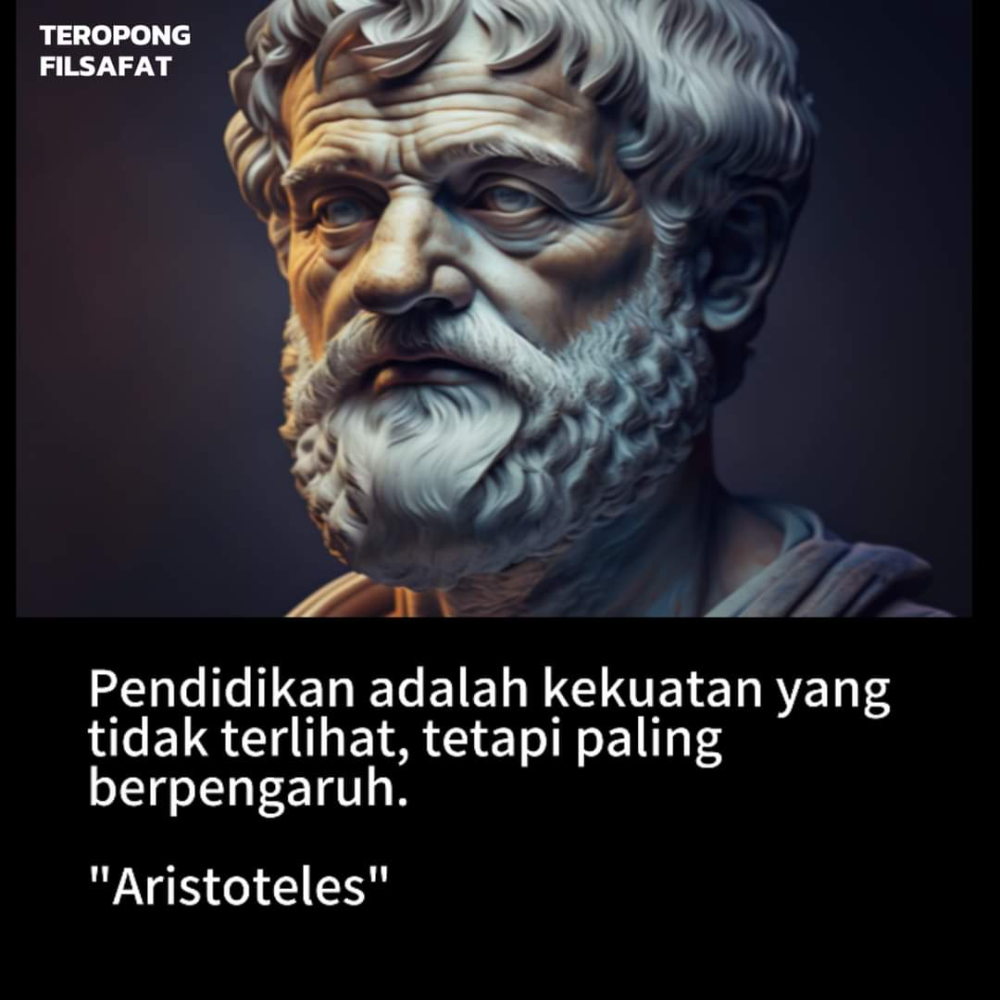 TEROPONG
FILSAFAT
Pendidikan adalah kekuatan yang
tidak terlihat, tetapi paling
berpengaruh.
"Aristoteles"